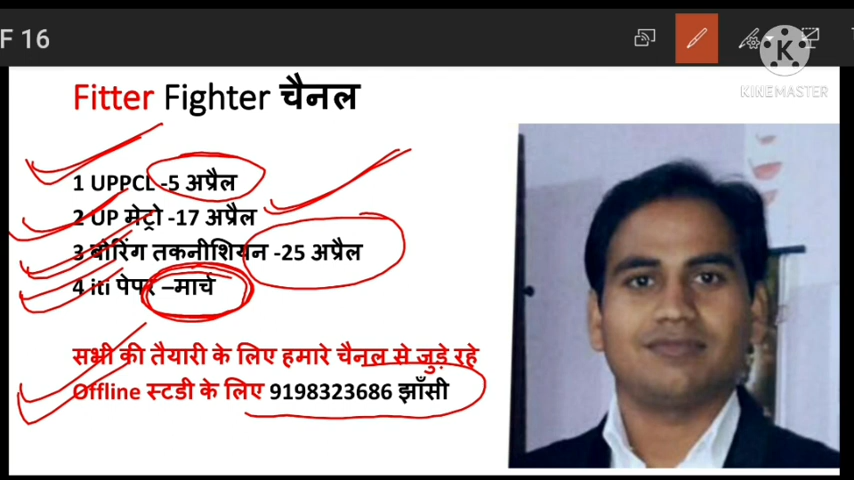 F 16
KINEMASTER
Fitter Fighter चैनल
1 UPPCL -5 अप्रैल
2 UP मेट्रो -17 अप्रैल
3 बोरिंग तकनीशियन -25 अप्रैल
4 iti पेपर –मार्च
सभी की तैयारी के लिए हमारे चैनल से जुड़े रहे
Offline स्टडी के लिए 9198323686 झाँसी